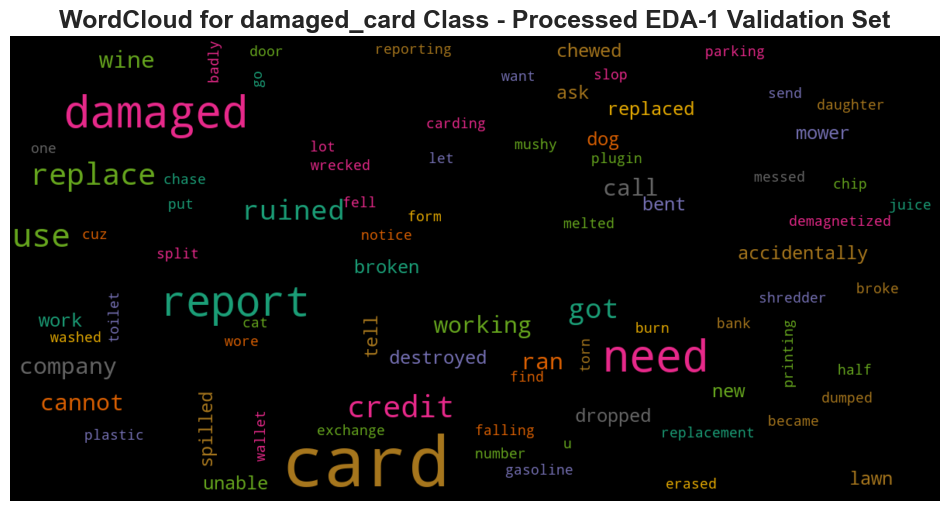 WordCloud for damaged_card Class - Processed EDA-1 Validation Set
wine
badly
door
go
reporting
chewed
parking
want
slop
ask
send
damaged
replaced
daughter
carding
mower
one
lot
wrecked
let
mushy
dog
plugin
replace
chase
call
messed
chip
put
ruined
fell
form
bent
juice
melted
demagnetized
use
cuz
notice
split
broken
accidentally
report
toilet
got
shredder
broke
work
washed
cat
wore
tell
working
burn
bank
printing
company
destroyed
ran
find
torn
need
half
cannot
credit
new
dumped
spilled
wallet
dropped
became
plastic
exchange
falling
u
replacement
card
number
gasoline
unable
erased
lawn